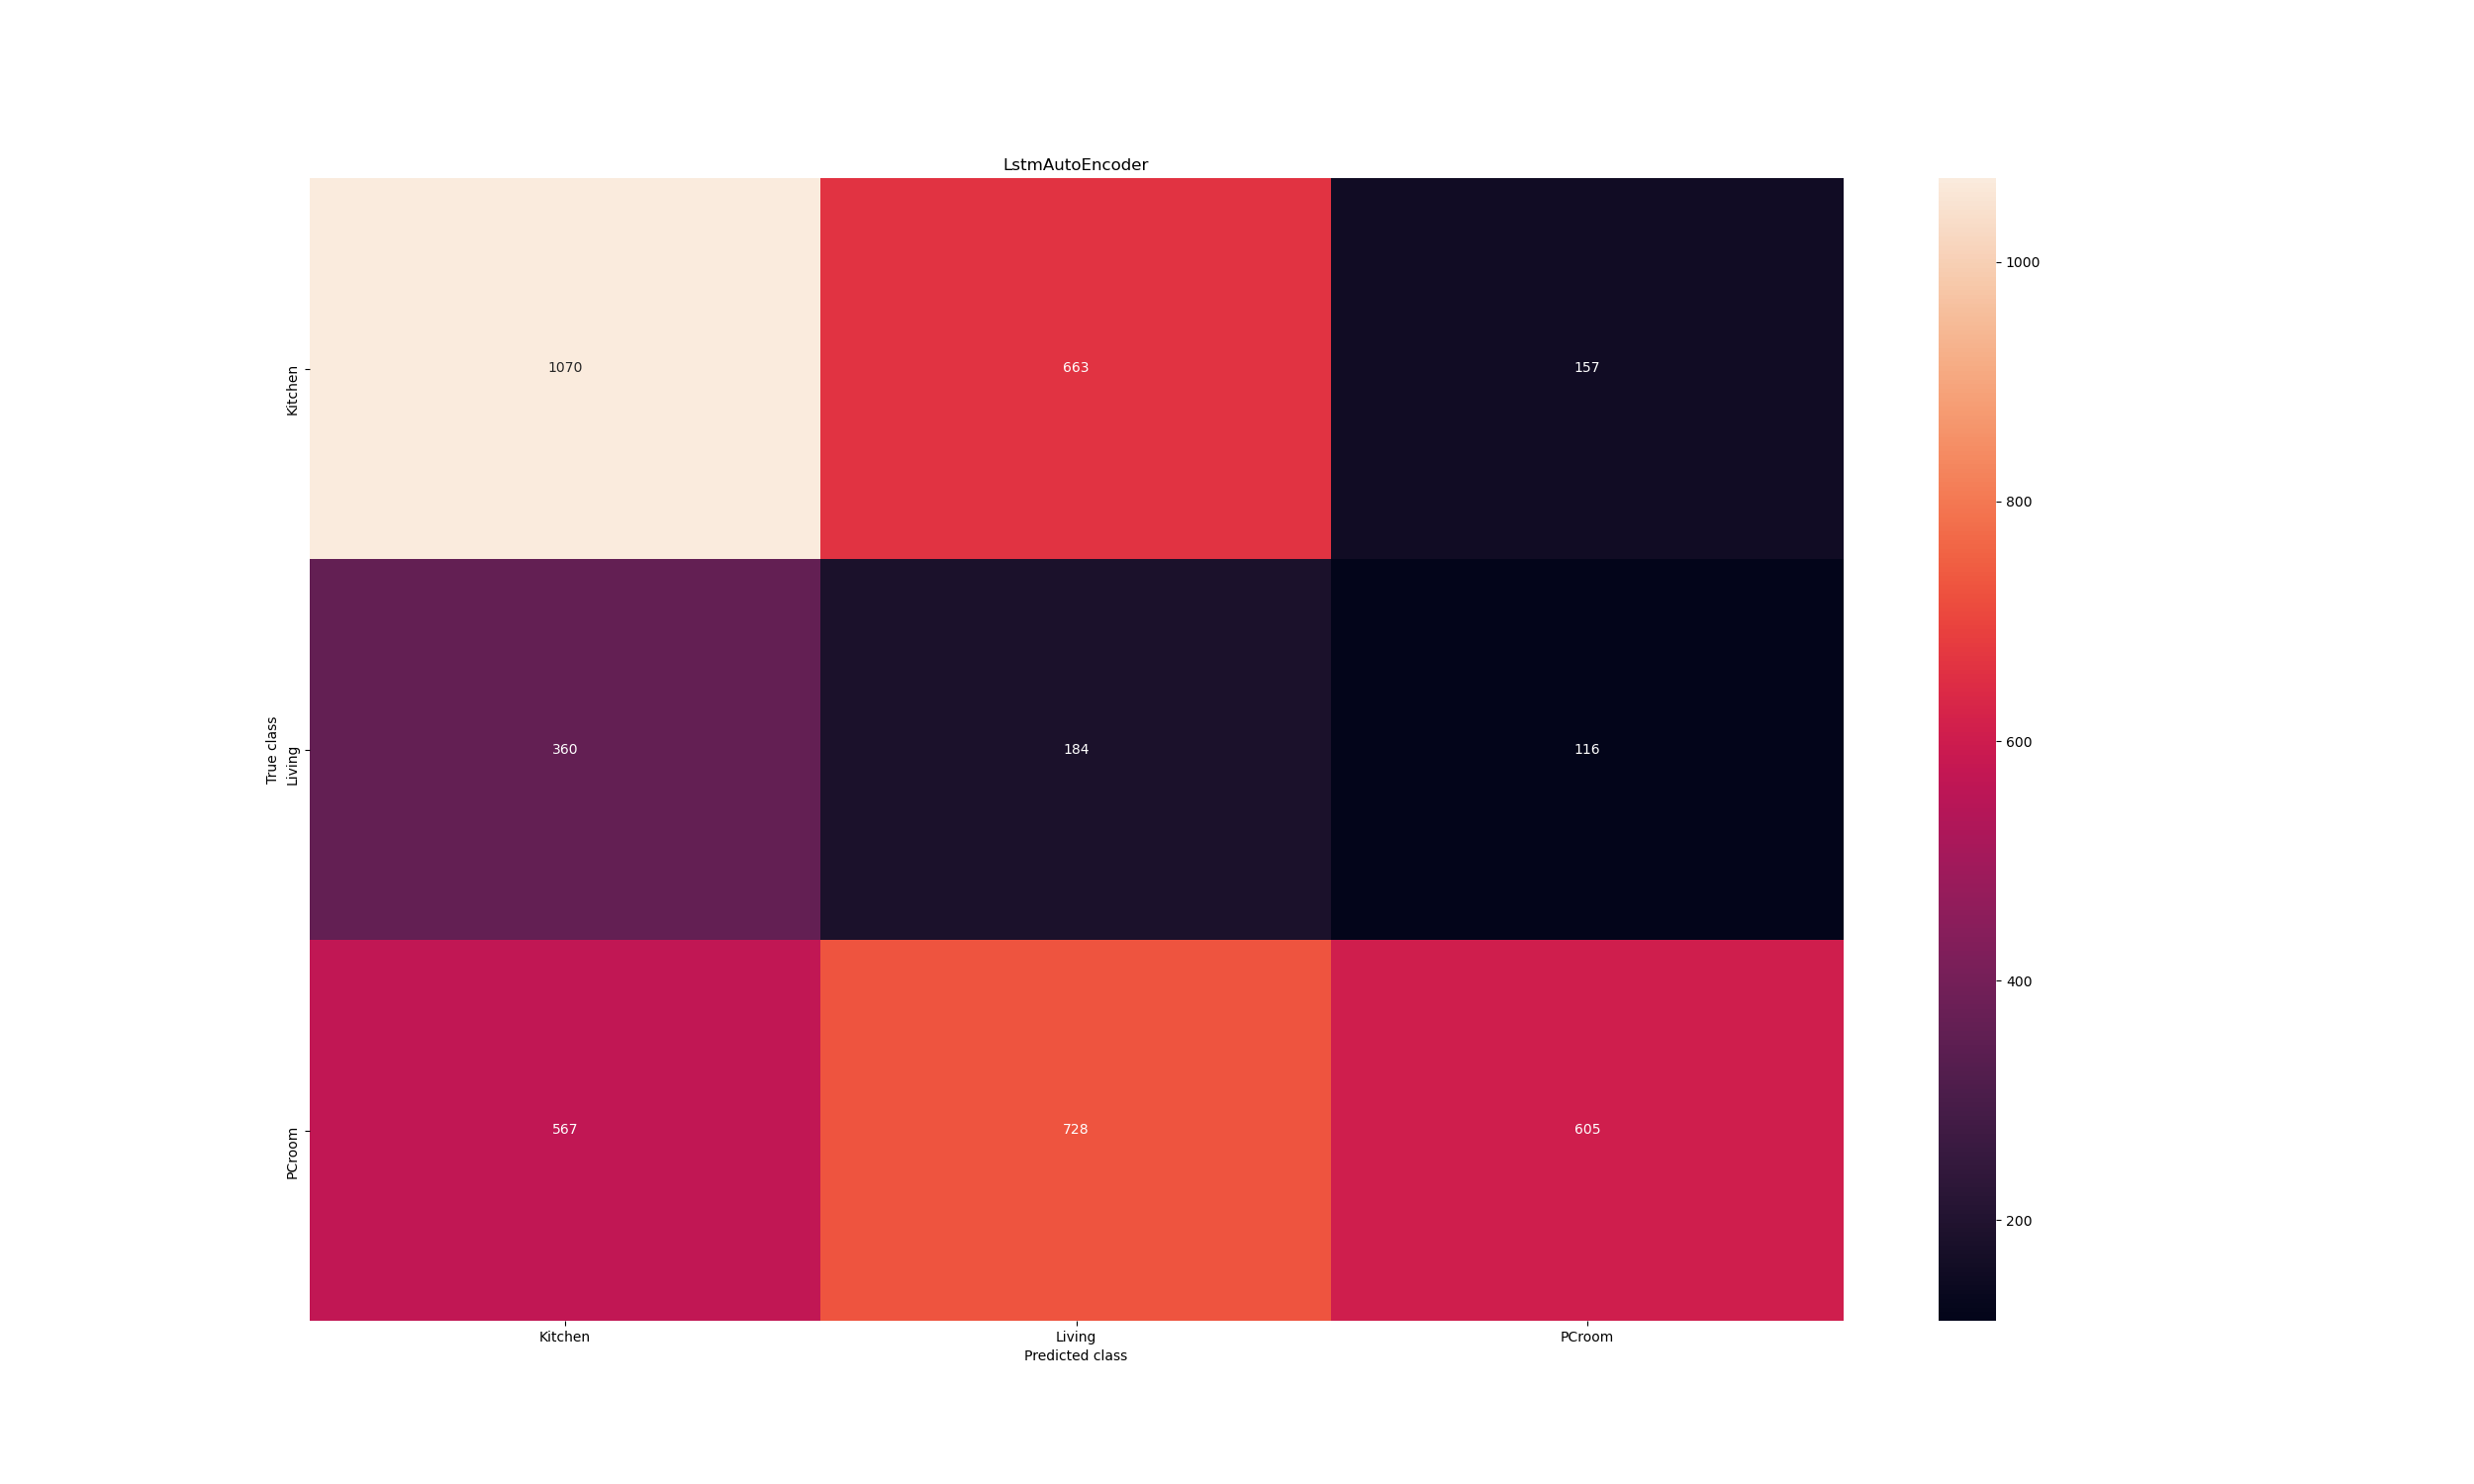 LstmAutoEncoder
1070 663 157
Kitchen
360 184 116
Living
True class
567 728 605
PCroom
Kitchen Living PCroom
Predicted class
1000
800
600
400
200